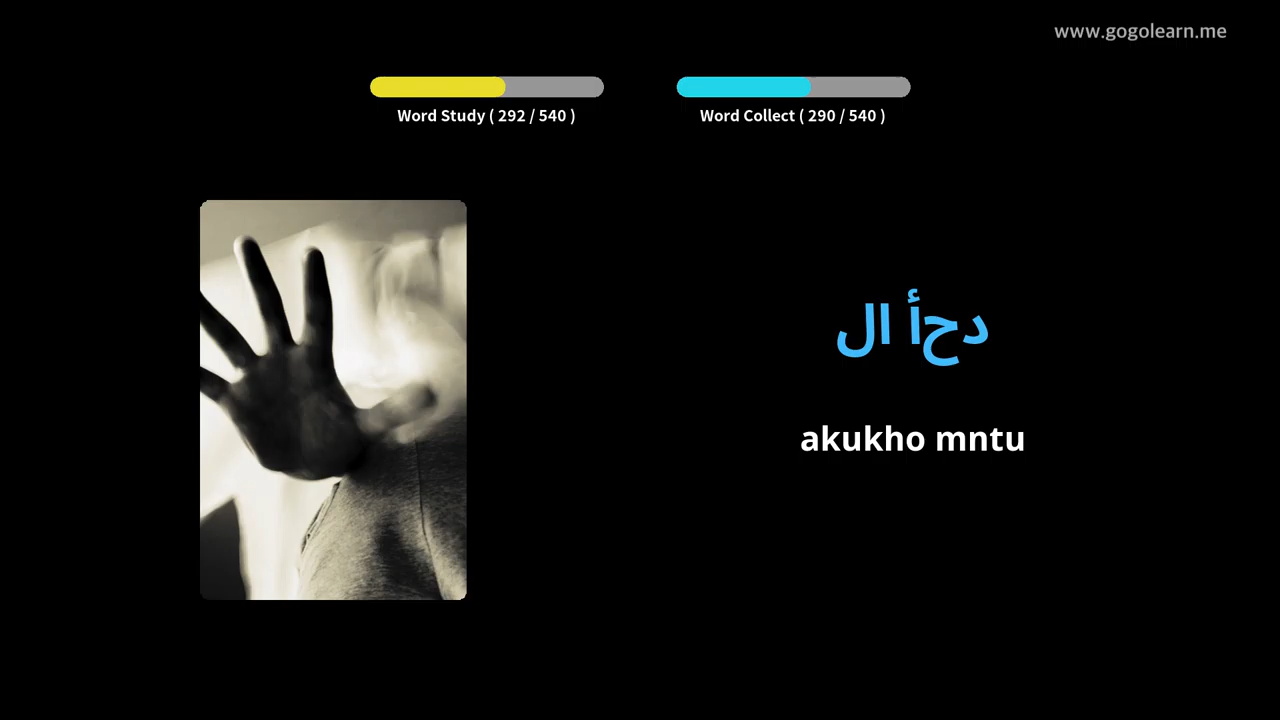 www.gogolearn.me
Word Study ( 292 / 540 )
Word Collect ( 290 / 540 )
دحأ ال
akukho mntu